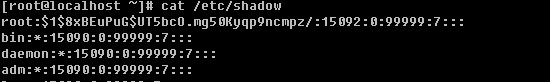 [root@localhost ~]# cat /etc/shadow
root:$1$8xBEuPuG$UT5bcO.mg50Kyqp9ncmpz/:15092:0:99999:7:::
bin:*:15090:0:99999:7:::
daemon:*:15090:0:99999:7:::
adm:*:15090:0:99999:7:::